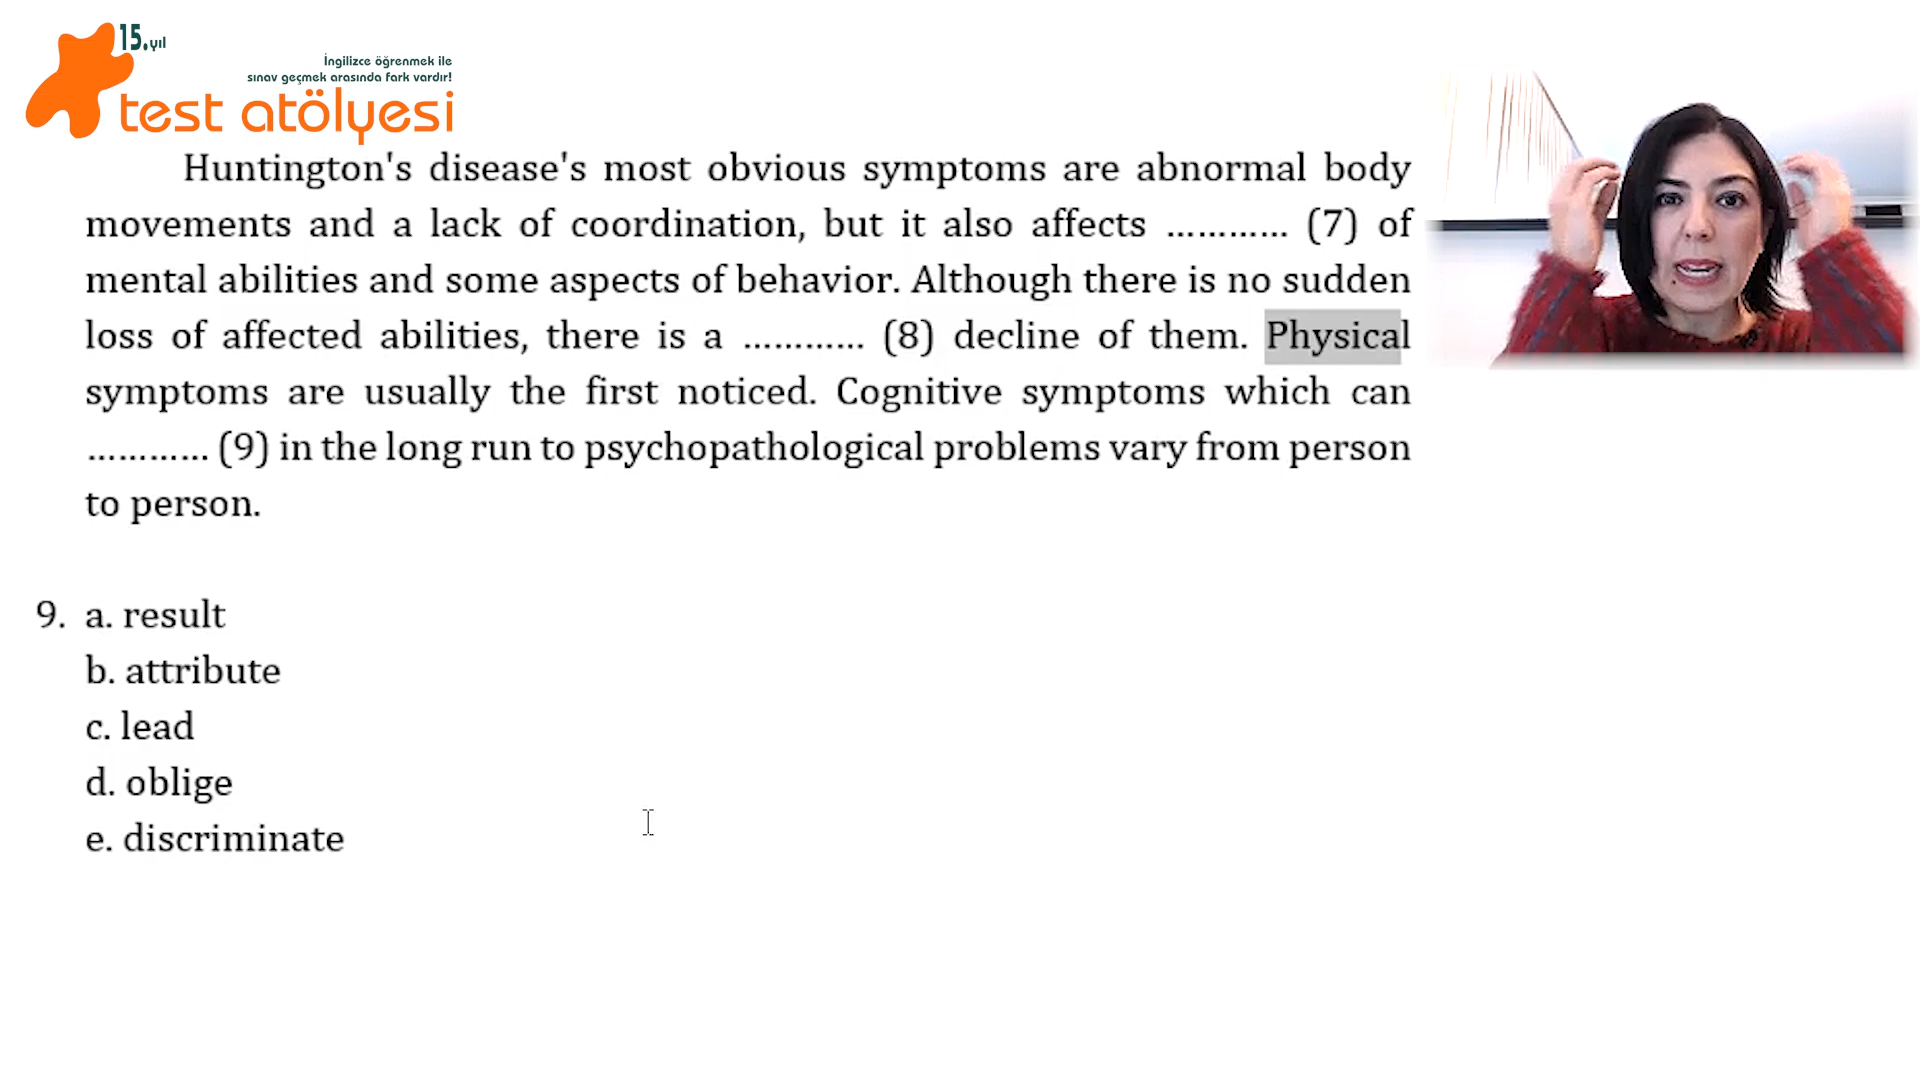 15.yıl
İngilizce öğrenmek ile
sınav geçmek arasında fark vardır!
test atölyesi
Huntington's disease's most obvious symptoms are abnormal body
movements and a lack of coordination, but it also affects ............. (7) of
mental abilities and some aspects of behavior. Although there is no sudden
loss of affected abilities, there is a ............. (8) decline of them. Physical
symptoms are usually the first noticed. Cognitive symptoms which can
............. (9) in the long run to psychopathological problems vary from person
to person.
9. a. result
b. attribute
c. lead
d. oblige
e. discriminate